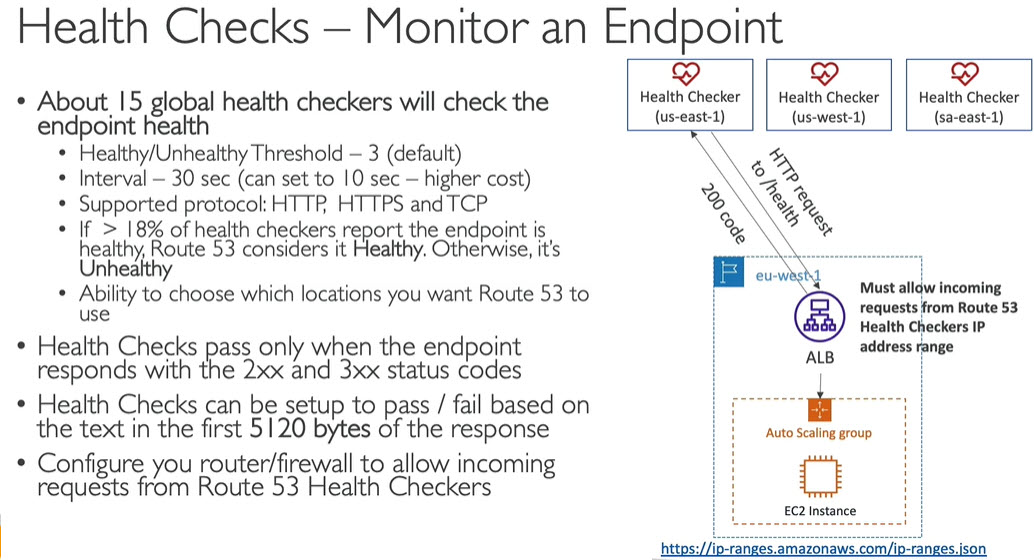 Health Checks – Monitor an Endpoint
• About 15 global health checkers will check the
endpoint health
• Healthy/Unhealthy Threshold – 3 (default)
• Interval – 30 sec (can set to 10 sec – higher cost)
• Supported protocol: HTTP, HTTPS and TCP
• If > 18% of health checkers report the endpoint is
healthy, Route 53 considers it Healthy. Otherwise, it's
Unhealthy
• Ability to choose which locations you want Route 53 to
use
• Health Checks pass only when the endpoint
responds with the 2xx and 3xx status codes
• Health Checks can be setup to pass / fail based on
the text in the first 5120 bytes of the response
• Configure you router/firewall to allow incoming
requests from Route 53 Health Checkers
Health Checker
(us-east-1)
Health Checker
(us-west-1)
Health Checker
(sa-east-1)
HTTP request
to /health
200 code
eu-west-1
Must allow incoming
requests from Route 53
Health Checkers IP
address range
ALB
Auto Scaling group
EC2 Instance
https://ip-ranges.amazonaws.com/ip-ranges.json